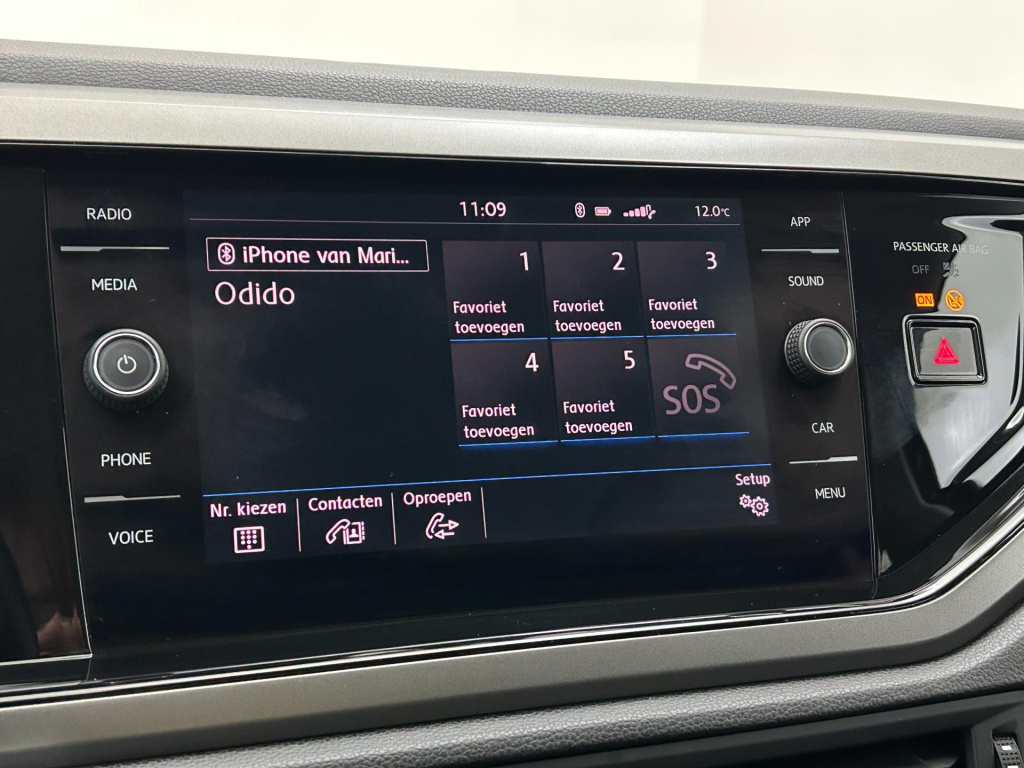 11:09
12.0°C
RADIO
MEDIA
PHONE
VOICE
iPhone van Mari...
Odido
1
Favoriet
toevoegen
2
Favoriet
toevoegen
3
Favoriet
toevoegen
4
Favoriet
toevoegen
5
Favoriet
toevoegen
SOS
Nr. kiezen
Contacten
Oproepen
Setup
APP
SOUND
CAR
MENU
PASSENGER AIR BAG
OFF
ON